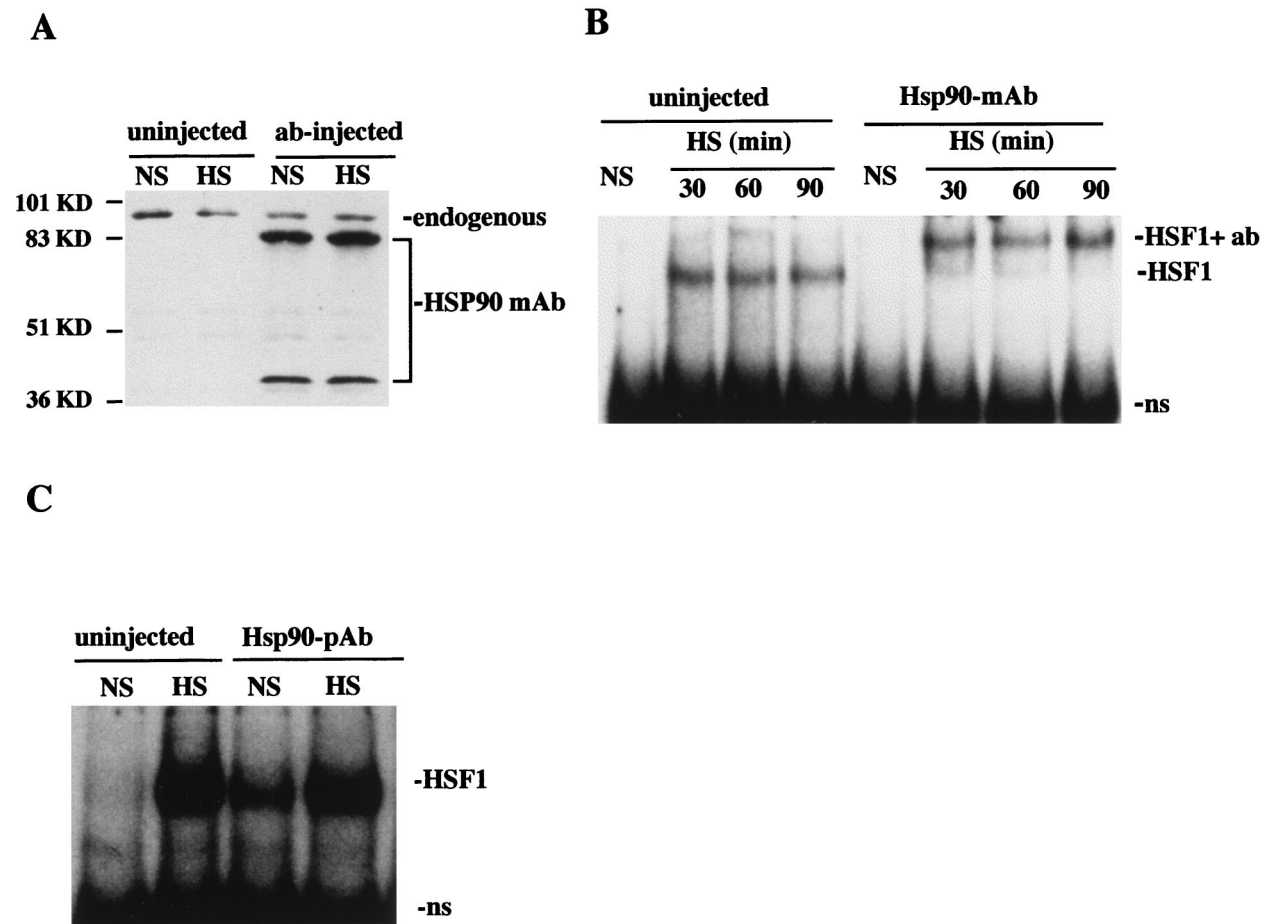 A
uninjected ab-injected
NS HS NS HS
101 KD
-endogenous
83 KD
-HSP90 mAb
51 KD
36 KD
B
uninjected Hsp90-mAb
HS (min) HS (min)
NS 30 60 90 NS 30 60 90
-HSF1+ ab
-HSF1
-ns
C
uninjected Hsp90-pAb
NS HS NS HS
-HSF1
-ns